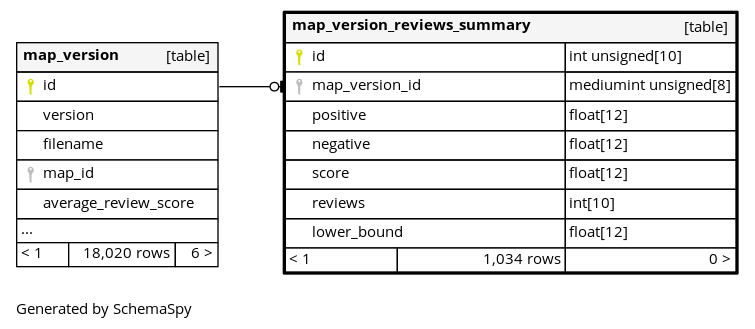 map_version [table]
id
version
filename
map_id
average_review_score
...
< 1 18,020 rows 6 >
map_version_reviews_summary [table]
id int unsigned[10]
map_version_id mediumint unsigned[8]
positive float[12]
negative float[12]
score float[12]
reviews int[10]
lower_bound float[12]
< 1 1,034 rows 0 >
Generated by SchemaSpy